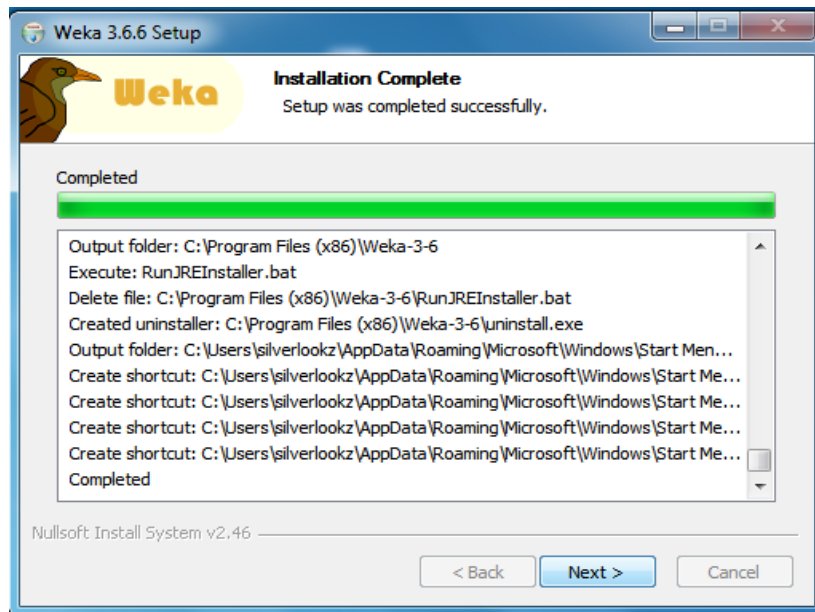 Weka 3.6.6 Setup
Weka
Installation Complete
Setup was completed successfully.
Completed
Output folder: C:\Program Files (x86)\Weka-3-6
Execute: RunJREInstaller.bat
Delete file: C:\Program Files (x86)\Weka-3-6\RunJREInstaller.bat
Created uninstaller: C:\Program Files (x86)\Weka-3-6\uninstall.exe
Output folder: C:\Users\silverlookz\AppData\Roaming\Microsoft\Windows\Start Men...
Create shortcut: C:\Users\silverlookz\AppData\Roaming\Microsoft\Windows\Start Me...
Create shortcut: C:\Users\silverlookz\AppData\Roaming\Microsoft\Windows\Start Me...
Create shortcut: C:\Users\silverlookz\AppData\Roaming\Microsoft\Windows\Start Me...
Create shortcut: C:\Users\silverlookz\AppData\Roaming\Microsoft\Windows\Start Me...
Completed
Nullsoft Install System v2.46
< Back Next > Cancel